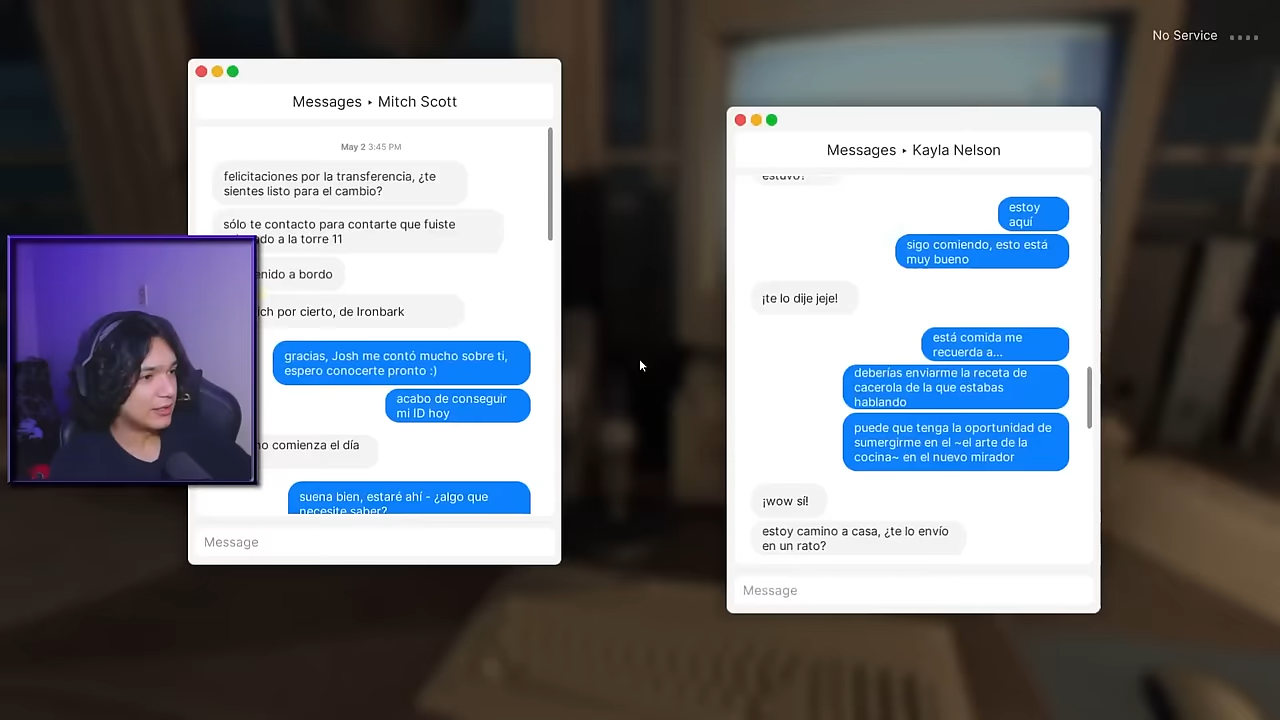 No Service
Messages ▸ Mitch Scott
May 2 3:45 PM
felicitaciones por la transferencia, ¿te
sientes listo para el cambio?
sólo te contacto para contarte que fuiste
a la torre 11
a bordo
por cierto, de Ironbark
gracias, Josh me contó mucho sobre ti,
espero conocerte pronto :)
acabo de conseguir
mi ID hoy
comienza el día
suena bien, estaré ahí - ¿algo que
necesite saber?
Message
Messages ▸ Kayla Nelson
estuvo?
estoy
aquí
sigo comiendo, esto está
muy bueno
¡te lo dije jeje!
está comida me
recuerda a...
deberías enviarme la receta de
cacerola de la que estabas
hablando
puede que tenga la oportunidad de
sumergirme en el ~el arte de la
cocina~ en el nuevo mirador
¡wow sí!
estoy camino a casa, ¿te lo envío
en un rato?
Message